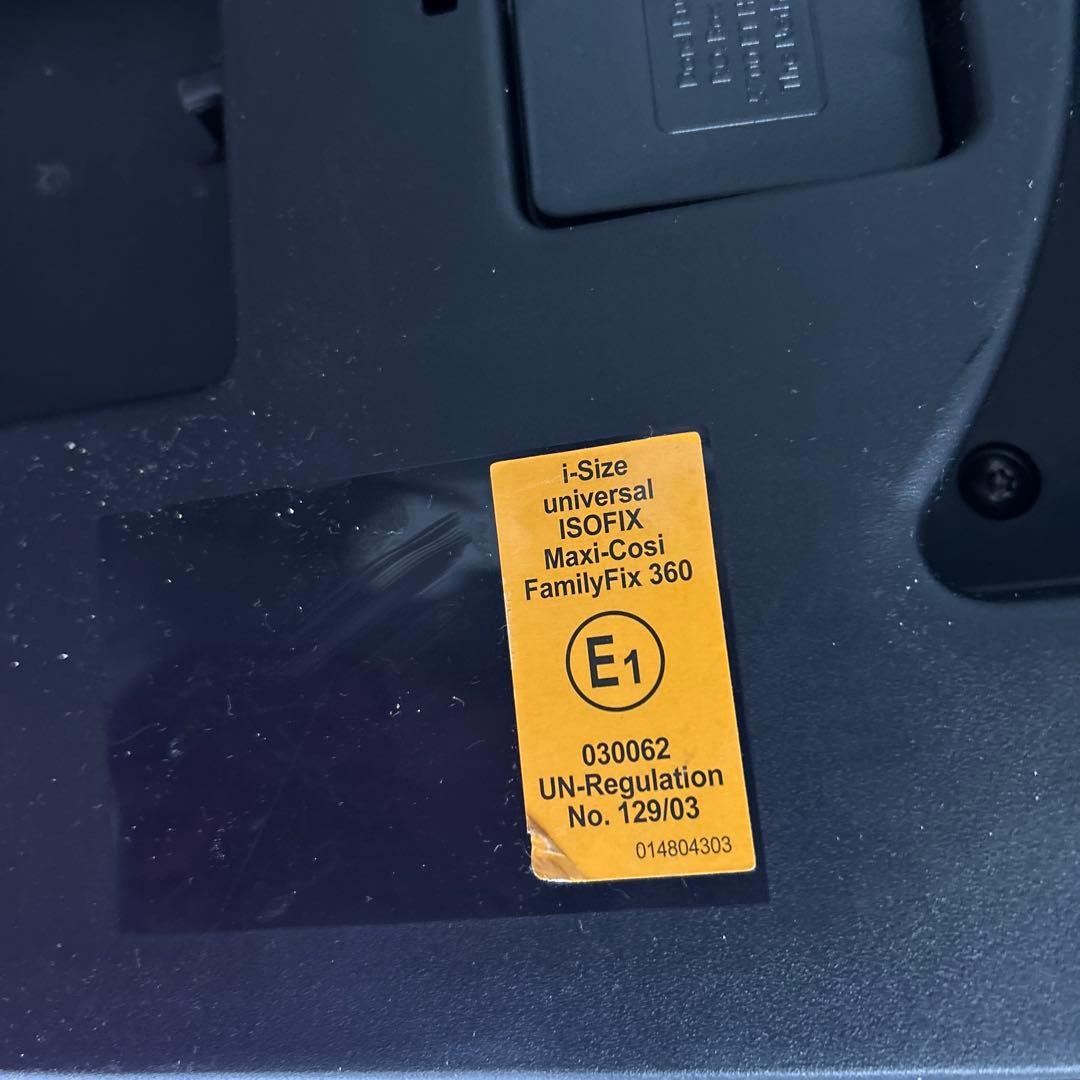 i-Size
universal
ISOFIX
Maxi-Cosi
FamilyFix 360
E1
030062
UN-Regulation
No. 129/03
014804303